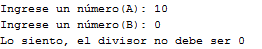 Ingrese un número(A): 10
Ingrese un número(B): 0
Lo siento, el divisor no debe ser 0